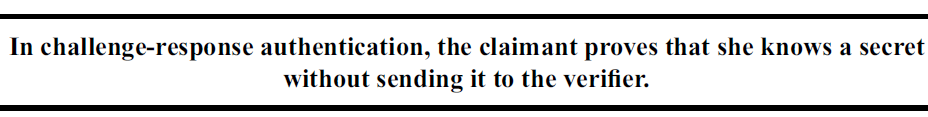 In challenge-response authentication, the claimant proves that she knows a secret
without sending it to the verifier.